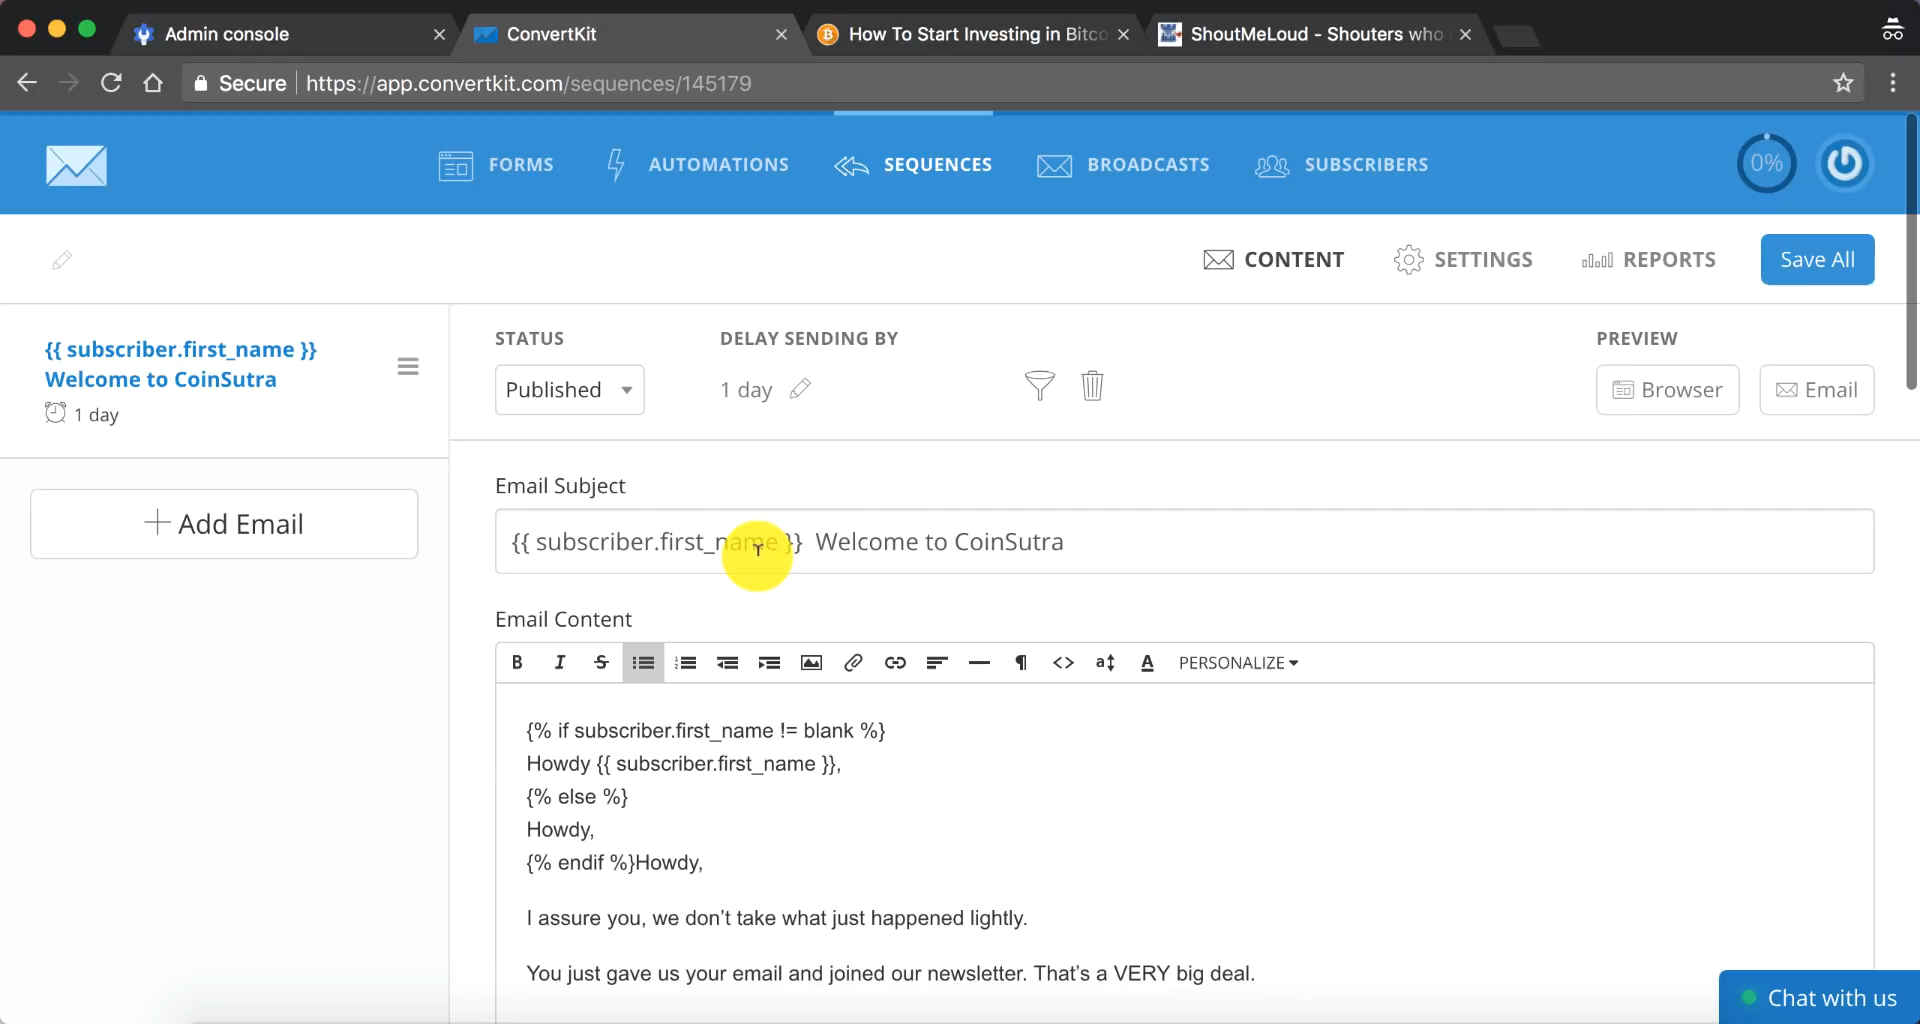 Admin console
ConvertKit
How To Start Investing in Bitco
ShoutMeLoud - Shouters who
Secure
https://app.convertkit.com/sequences/145179
FORMS
AUTOMATIONS
SEQUENCES
BROADCASTS
SUBSCRIBERS
0%
CONTENT
SETTINGS
REPORTS
Save All
{{ subscriber.first_name }}
Welcome to CoinSutra
1 day
Add Email
STATUS
Published
DELAY SENDING BY
1 day
PREVIEW
Browser
Email
Email Subject
{{ subscriber.first_name }} Welcome to CoinSutra
Email Content
PERSONALIZE
{% if subscriber.first_name != blank %}
Howdy {{ subscriber.first_name }},
{% else %}
Howdy,
{% endif %}Howdy,
I assure you, we don’t take what just happened lightly.
You just gave us your email and joined our newsletter. That’s a VERY big deal.
Chat with us